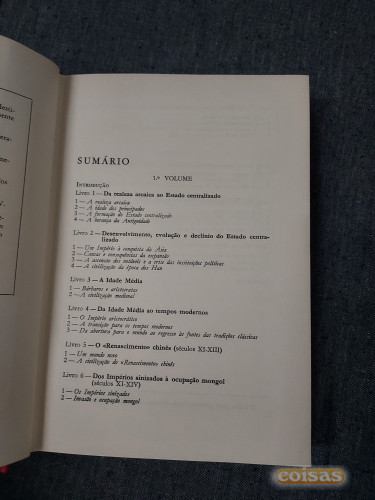 SUMÁRIO
1.º VOLUME
INTRODUÇÃO
LIVRO 1 — Da realeza arcaica ao Estado centralizado
1 — A realeza arcaica
2 — A idade dos principados
3 — A formação do Estado centralizado
4 — A herança da Antiguidade
LIVRO 2 — Desenvolvimento, evolução e declínio do Estado centra-
lizado
1 — Um Império à conquista da Ásia
2 — Causas e consequências da expansão
3 — A ascensão dos notáveis e a crise das instituições políticas
4 — A civilização da época dos Han
LIVRO 3 — A Idade Média
1 — Bárbaros e aristocratas
2 — A civilização medieval
LIVRO 4 — Da Idade Média ao tempos modernos
1 — O Império aristocrático
2 — A transição para os tempos modernos
3 — Da abertura para o mundo ao regresso às fontes das tradições clássicas
LIVRO 5 — O «Renascimento» chinês (séculos XI-XIII)
1 — Um mundo novo
2 — A civilização do «Renascimento» chinês
LIVRO 6 — Dos Impérios sinizados à ocupação mongol
(séculos XI-XIV)
1 — Os Impérios sinizados
2 — Invasão e ocupação mongol
coisas